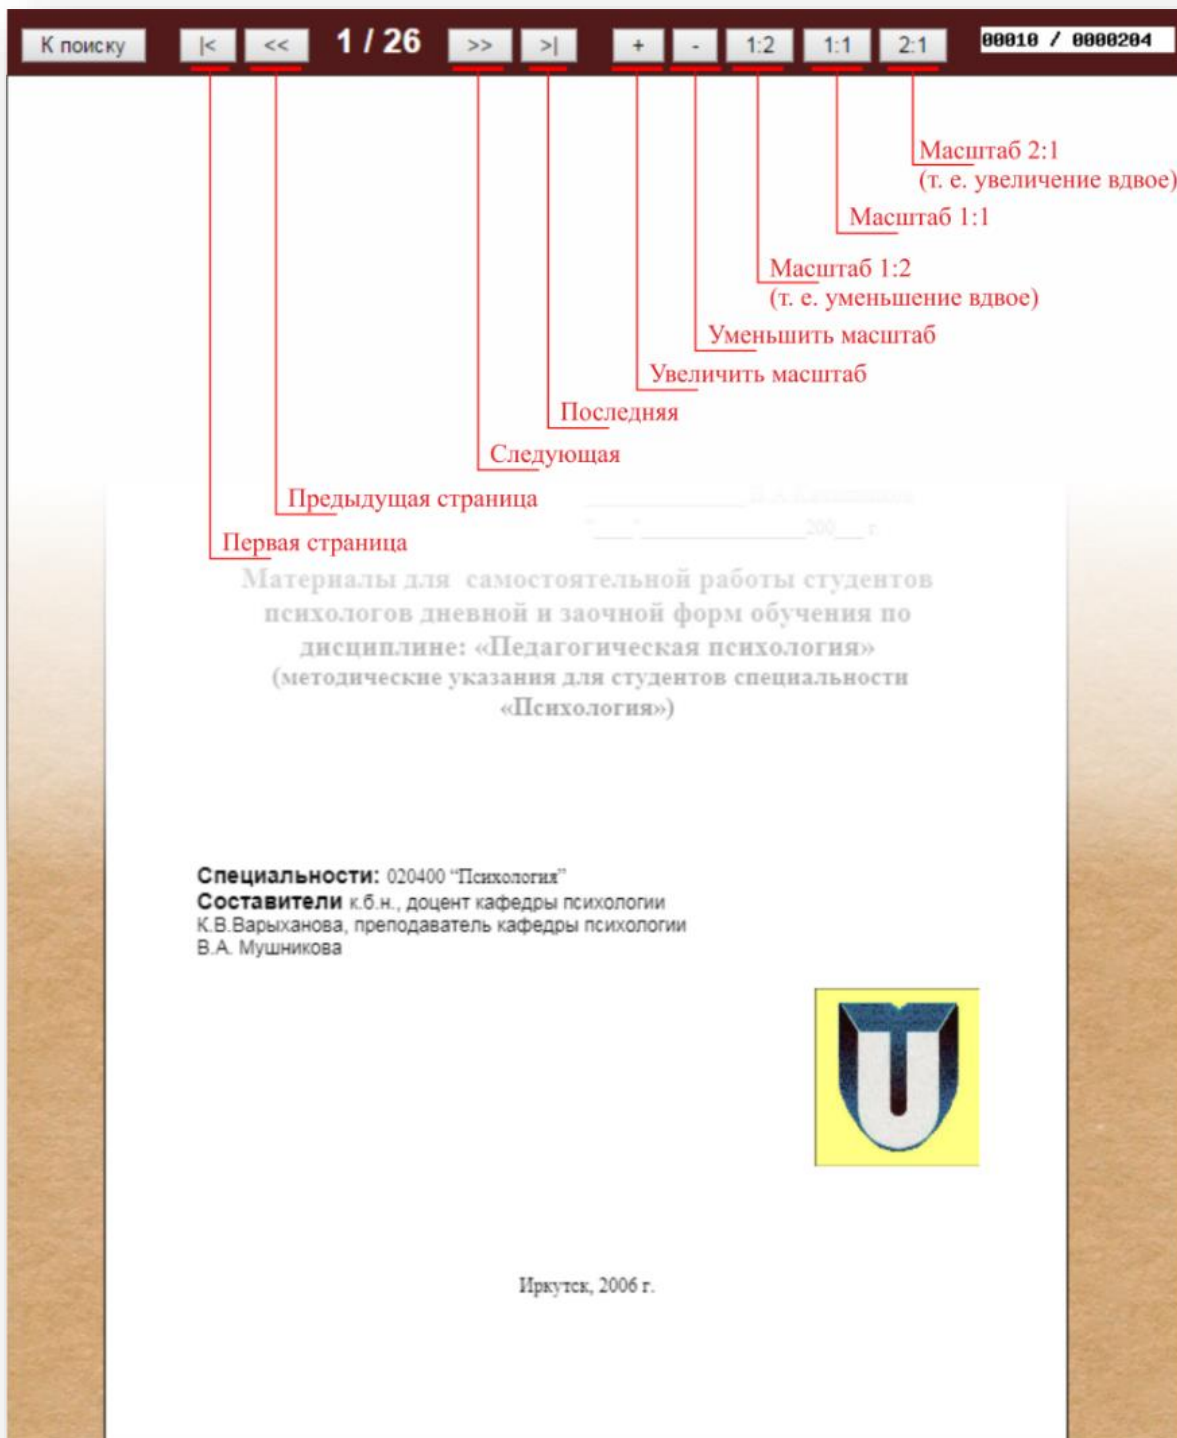 К поиску |< << 1 / 26 >> >| + - 1:2 1:1 2:1 00010 / 0000204
Масштаб 2:1
(т. е. увеличение вдвое)
Масштаб 1:1
Масштаб 1:2
(т. е. уменьшение вдвое)
Уменьшить масштаб
Увеличить масштаб
Последняя
Следующая
Предыдущая страница
200 г.
Первая страница
Материалы для самостоятельной работы студентов
психологов дневной и заочной форм обучения по
дисциплине: «Педагогическая психология»
(методические указания для студентов специальности
«Психология»)
Специальности: 020400 “Психология”
Составители к.б.н., доцент кафедры психологии
К.В.Варыханова, преподаватель кафедры психологии
В.А. Мушникова
Иркутск, 2006 г.